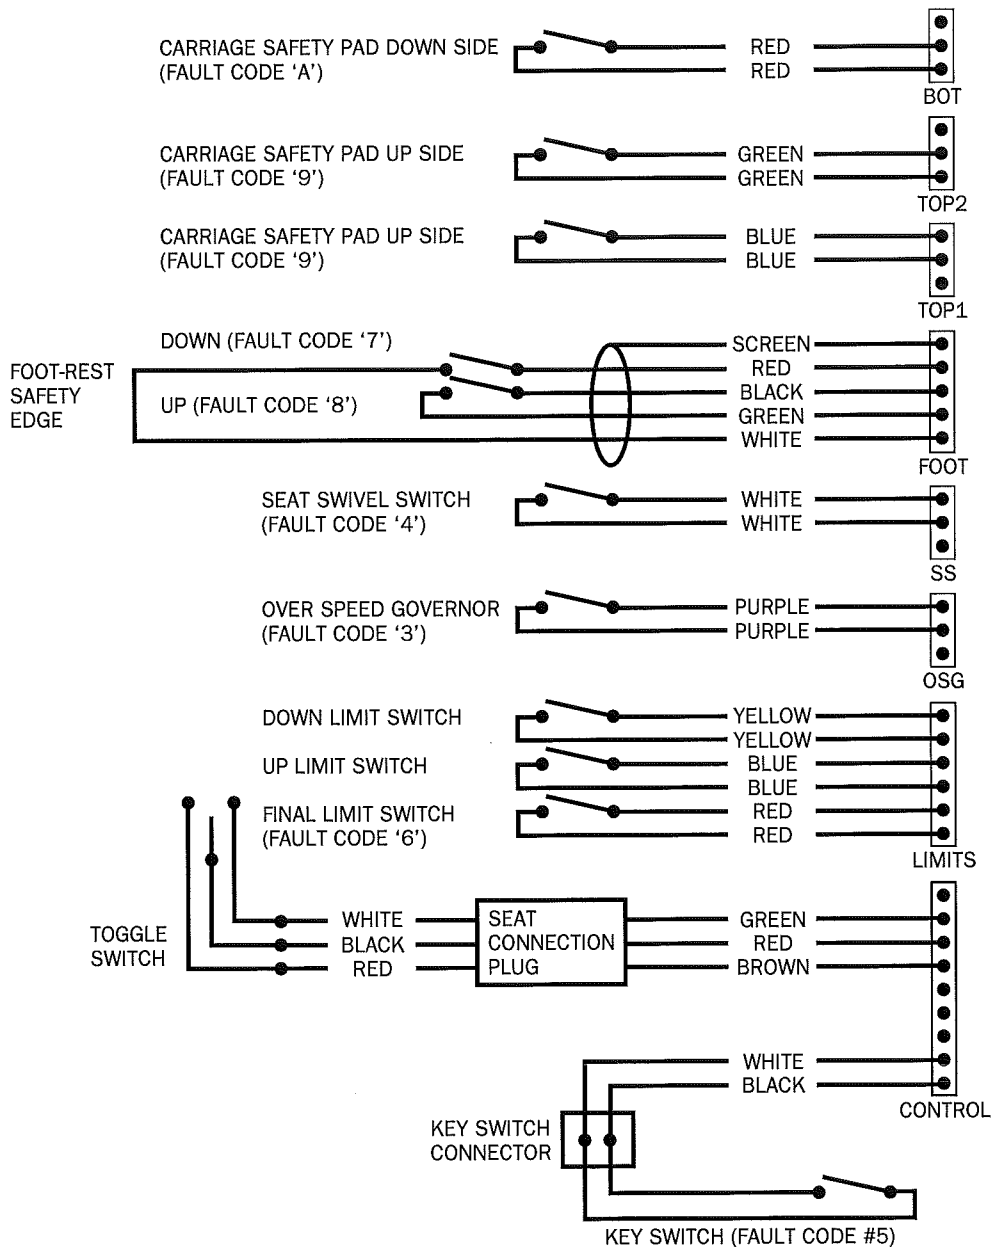 CARRIAGE SAFETY PAD DOWN SIDE
(FAULT CODE ‘A’)
RED
RED
BOT
CARRIAGE SAFETY PAD UP SIDE
(FAULT CODE ‘9’)
GREEN
GREEN
TOP2
CARRIAGE SAFETY PAD UP SIDE
(FAULT CODE ‘9’)
BLUE
BLUE
TOP1
FOOT-REST
SAFETY
EDGE
DOWN (FAULT CODE ‘7’)
UP (FAULT CODE ‘8’)
SCREEN
RED
BLACK
GREEN
WHITE
FOOT
SEAT SWIVEL SWITCH
(FAULT CODE ‘4’)
WHITE
WHITE
SS
OVER SPEED GOVERNOR
(FAULT CODE ‘3’)
PURPLE
PURPLE
OSG
DOWN LIMIT SWITCH
YELLOW
YELLOW
UP LIMIT SWITCH
BLUE
BLUE
FINAL LIMIT SWITCH
(FAULT CODE ‘6’)
RED
RED
LIMITS
TOGGLE
SWITCH
WHITE
BLACK
RED
SEAT
CONNECTION
PLUG
GREEN
RED
BROWN
WHITE
BLACK
CONTROL
KEY SWITCH
CONNECTOR
KEY SWITCH (FAULT CODE #5)